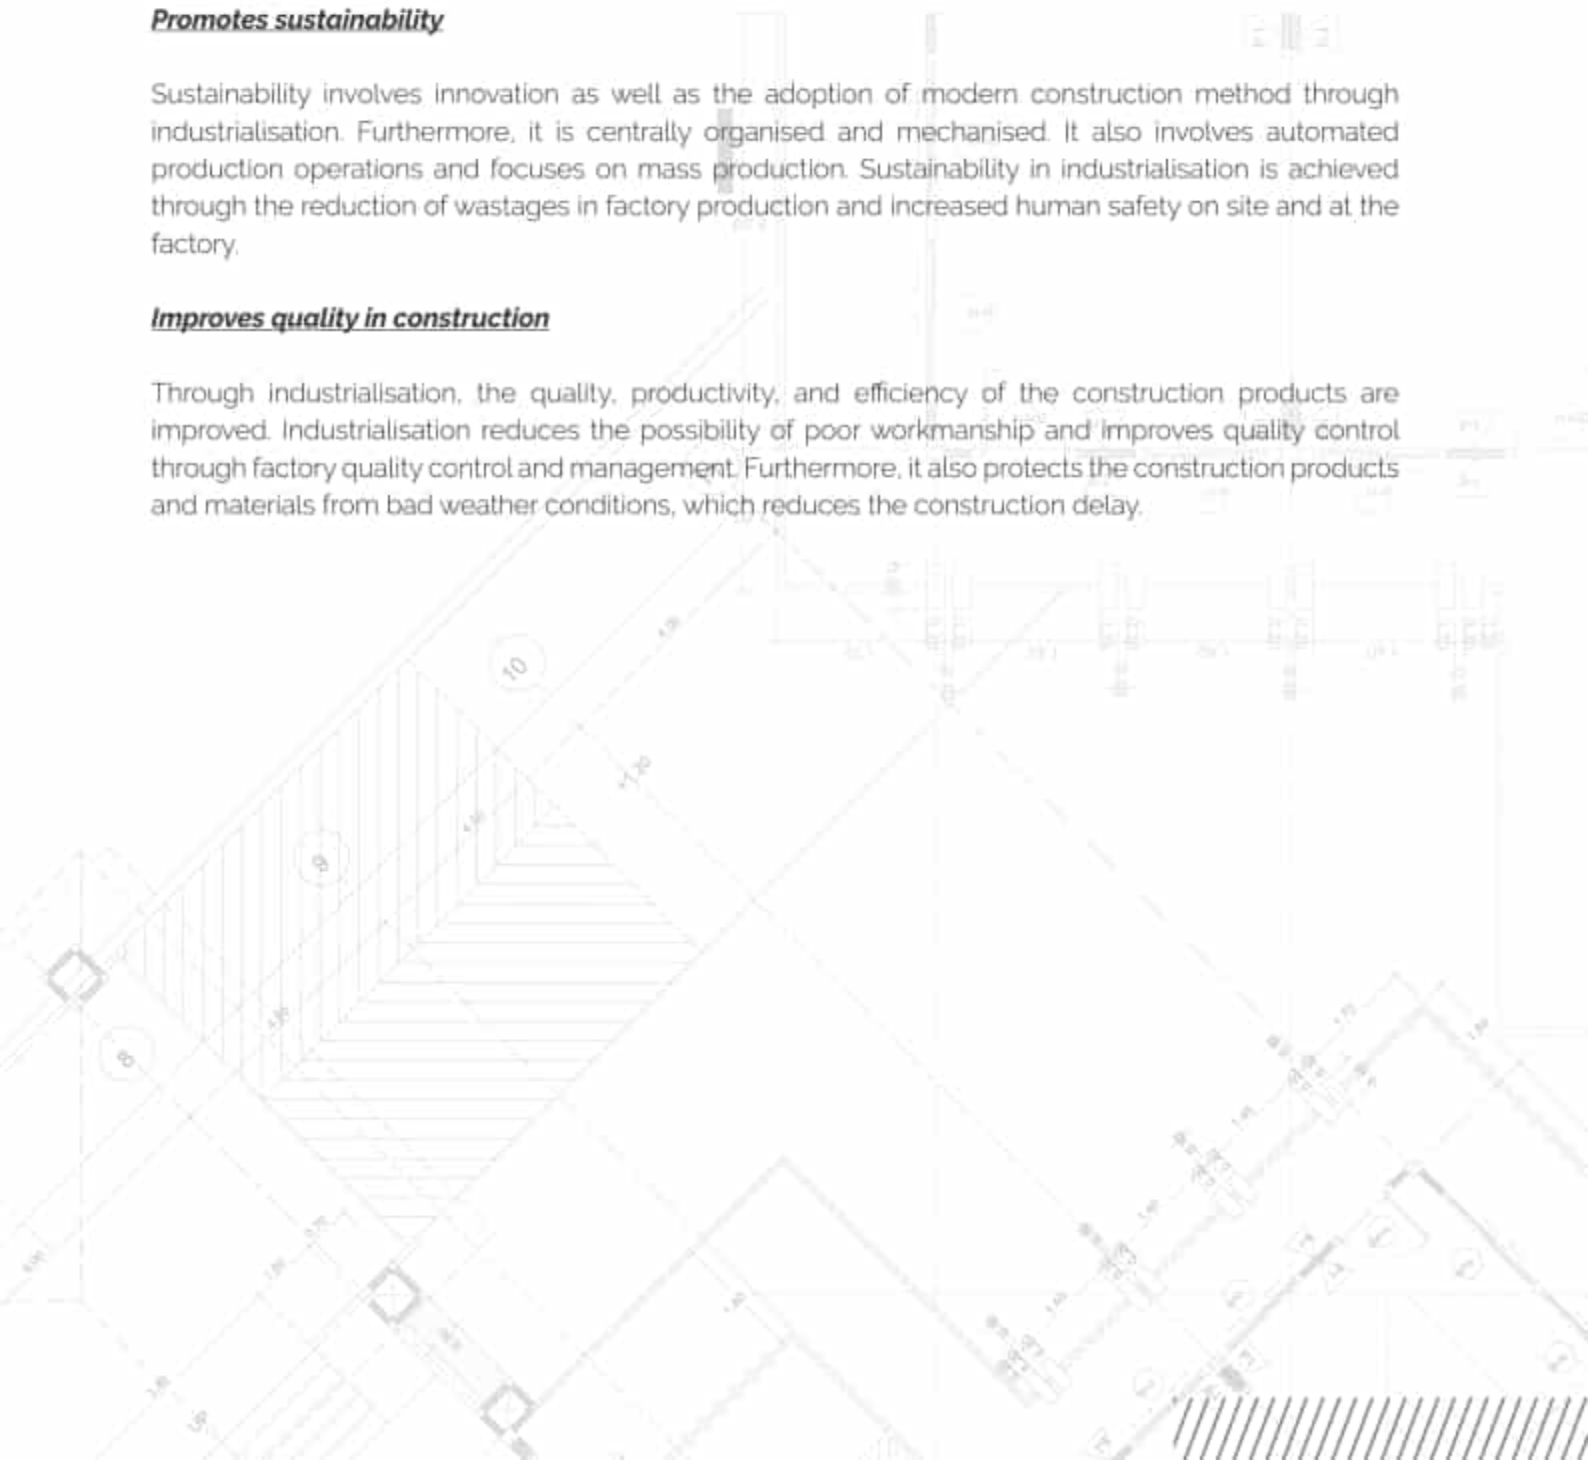 Promotes sustainability
Sustainability involves innovation as well as the adoption of modern construction method through
industrialisation. Furthermore, it is centrally organised and mechanised. It also involves automated
production operations and focuses on mass production. Sustainability in industrialisation is achieved
through the reduction of wastages in factory production and increased human safety on site and at the
factory.
Improves quality in construction
Through industrialisation, the quality, productivity, and efficiency of the construction products are
improved. Industrialisation reduces the possibility of poor workmanship and improves quality control
through factory quality control and management. Furthermore, it also protects the construction products
and materials from bad weather conditions, which reduces the construction delay.
10
+1.20
9
8